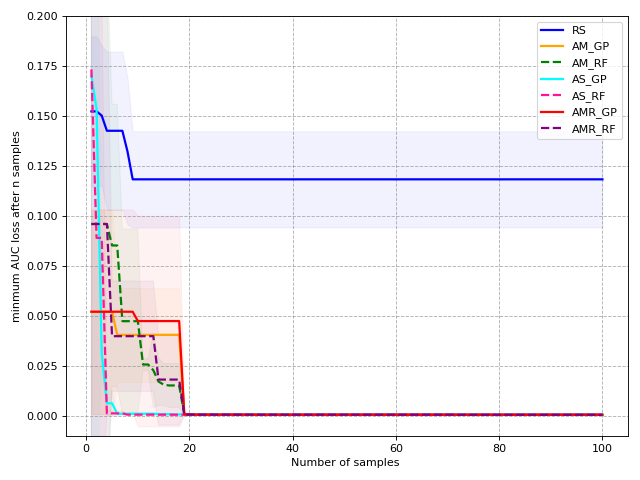 0.200
0.175
0.150
0.125
0.100
0.075
0.050
0.025
0.000
minmum AUC loss after n samples
0
20
40
60
80
100
Number of samples
RS
AM_GP
AM_RF
AS_GP
AS_RF
AMR_GP
AMR_RF